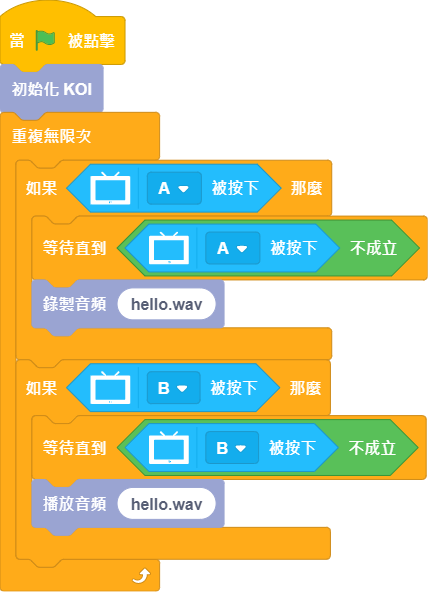 當 被點擊
初始化 KOI
重複無限次
如果 A 被按下 那麼
等待直到 A 被按下 不成立
錄製音頻 hello.wav
如果 B 被按下 那麼
等待直到 B 被按下 不成立
播放音頻 hello.wav